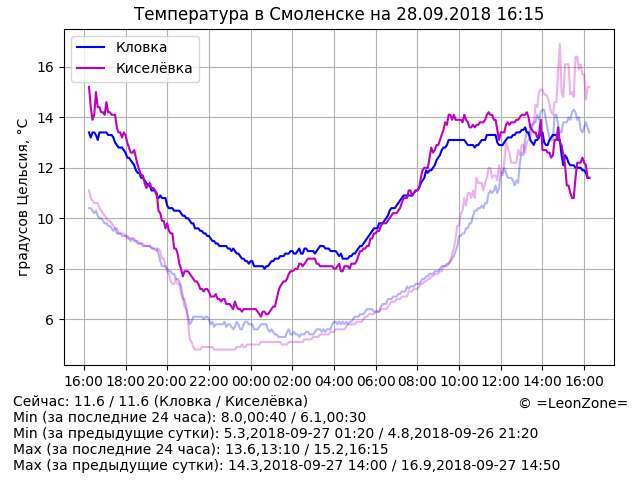 Температура в Смоленске на 28.09.2018 16:15
Кловка
Киселёвка
градусов Цельсия, °C
16
14
12
10
8
6
16:00 18:00 20:00 22:00 00:00 02:00 04:00 06:00 08:00 10:00 12:00 14:00 16:00
Сейчас: 11.6 / 11.6 (Кловка / Киселёвка)
© =LeonZone=
Min (за последние 24 часа): 8.0,00:40 / 6.1,00:30
Min (за предыдущие сутки): 5.3,2018-09-27 01:20 / 4.8,2018-09-26 21:20
Max (за последние 24 часа): 13.6,13:10 / 15.2,16:15
Max (за предыдущие сутки): 14.3,2018-09-27 14:00 / 16.9,2018-09-27 14:50